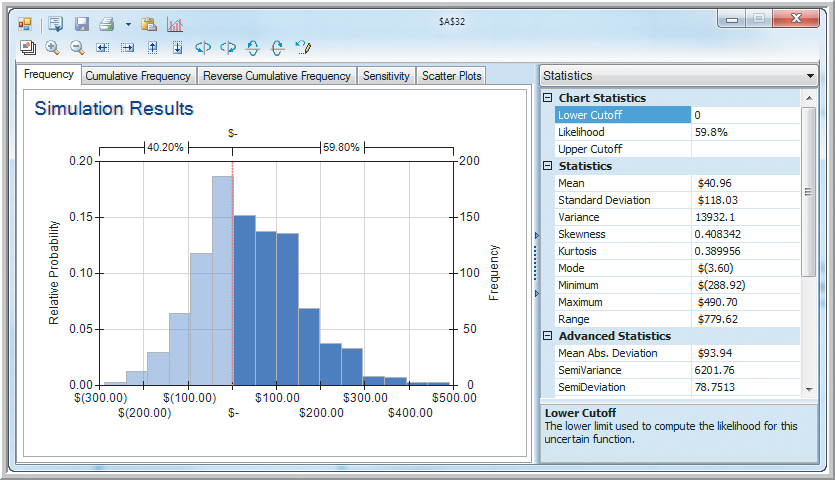 $A$32
Frequency Cumulative Frequency Reverse Cumulative Frequency Sensitivity Scatter Plots
Simulation Results
$-
40.20% 59.80%
0.20 200
0.15 150
0.10 100
0.05 50
0.00 0
Relative Probability
Frequency
$(300.00) $(100.00) $100.00 $300.00 $500.00
$(200.00) $- $200.00 $400.00
Statistics
Chart Statistics
Lower Cutoff 0
Likelihood 59.8%
Upper Cutoff
Statistics
Mean $40.96
Standard Deviation $118.03
Variance 13932.1
Skewness 0.408342
Kurtosis 0.389956
Mode $(3.60)
Minimum $(288.92)
Maximum $490.70
Range $779.62
Advanced Statistics
Mean Abs. Deviation $93.94
SemiVariance 6201.76
SemiDeviation 78.7513
Lower Cutoff
The lower limit used to compute the likelihood for this
uncertain function.